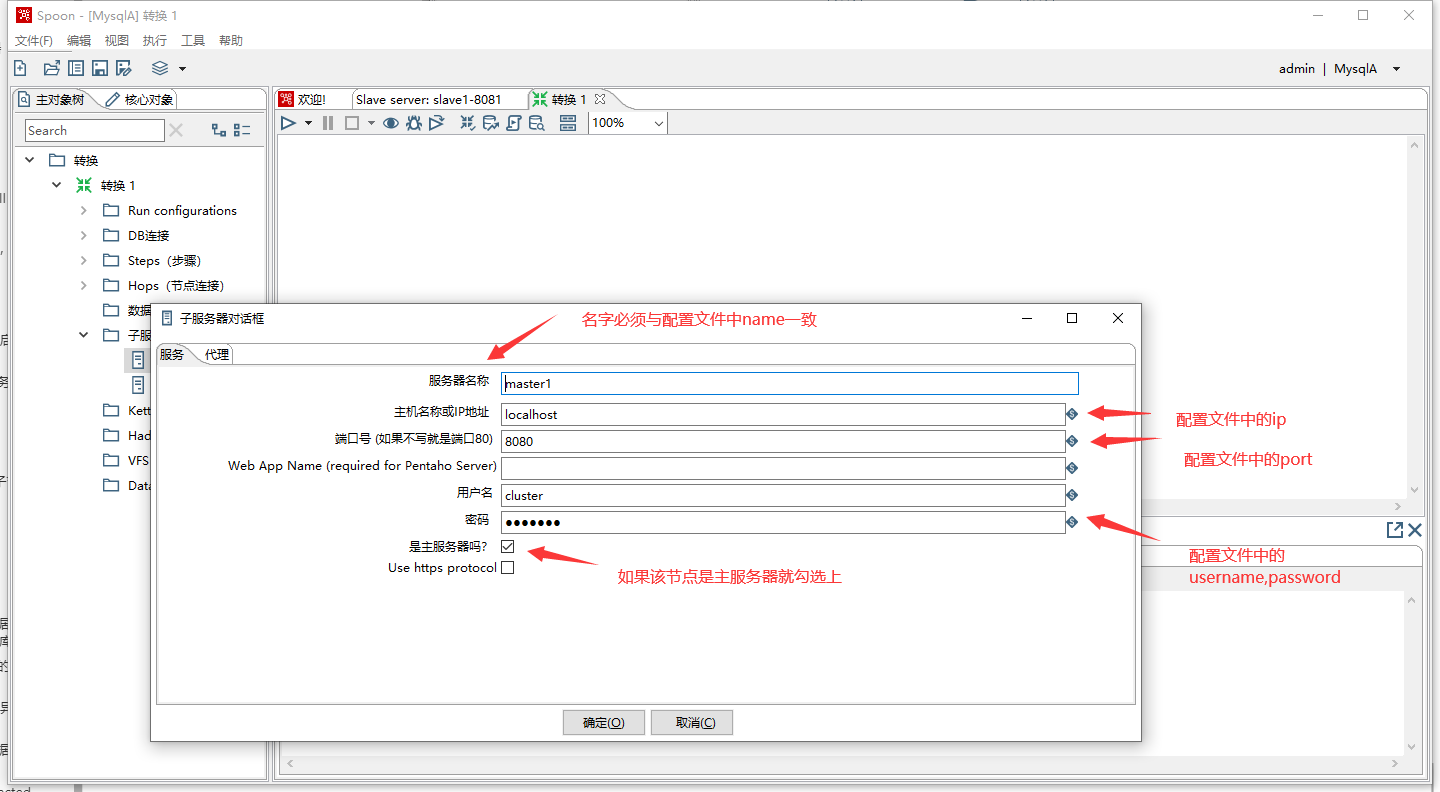 Spoon - [MysqlA] 转换 1
文件(F) 编辑 视图 执行 工具 帮助
admin | MysqlA
主对象树 核心对象
欢迎! Slave server: slave1-8081 转换 1
Search
100%
转换
转换 1
Run configurations
DB连接
Steps（步骤）
Hops（节点连接）
数据
子服
Kett
Had
VFS
Data
子服务器对话框
名字必须与配置文件中name一致
服务 代理
服务器名称 master1
主机名称或IP地址 localhost
配置文件中的ip
端口号 (如果不写就是端口80) 8080
配置文件中的port
Web App Name (required for Pentaho Server)
用户名 cluster
密码 ●●●●●●●
是主服务器吗?
配置文件中的
username,password
Use https protocol
如果该节点是主服务器就勾选上
确定(O) 取消(C)